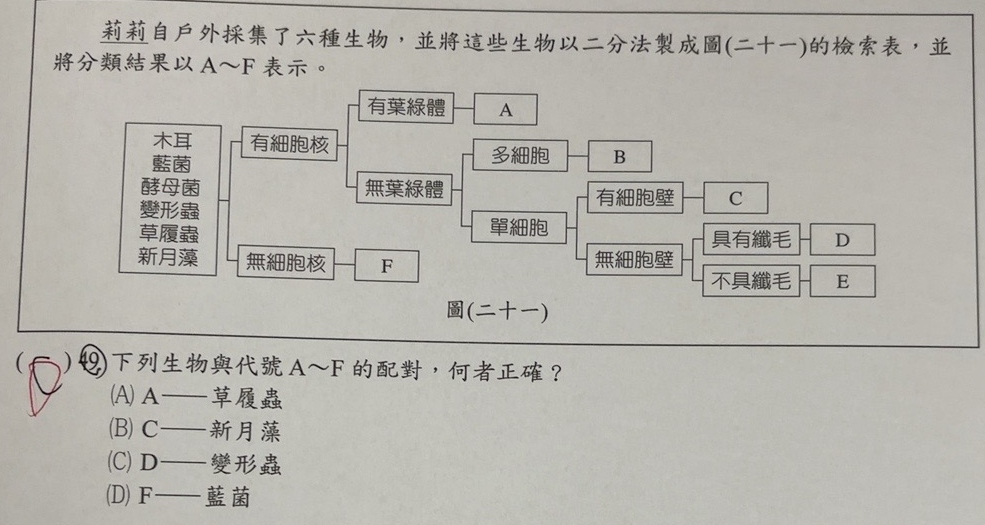 莉莉自戶外採集了六種生物，並將這些生物以二分法製成圖(二十一)的檢索表，並
將分類結果以 A～F 表示。
木耳
藍菌
酵母菌
變形蟲
草履蟲
新月藻
有細胞核
無細胞核
F
有葉綠體
A
無葉綠體
多細胞
B
單細胞
有細胞壁
C
無細胞壁
具有纖毛
D
不具纖毛
E
圖(二十一)
( D ) 49. 下列生物與代號 A～F 的配對，何者正確？
(A) A——草履蟲
(B) C——新月藻
(C) D——變形蟲
(D) F——藍菌